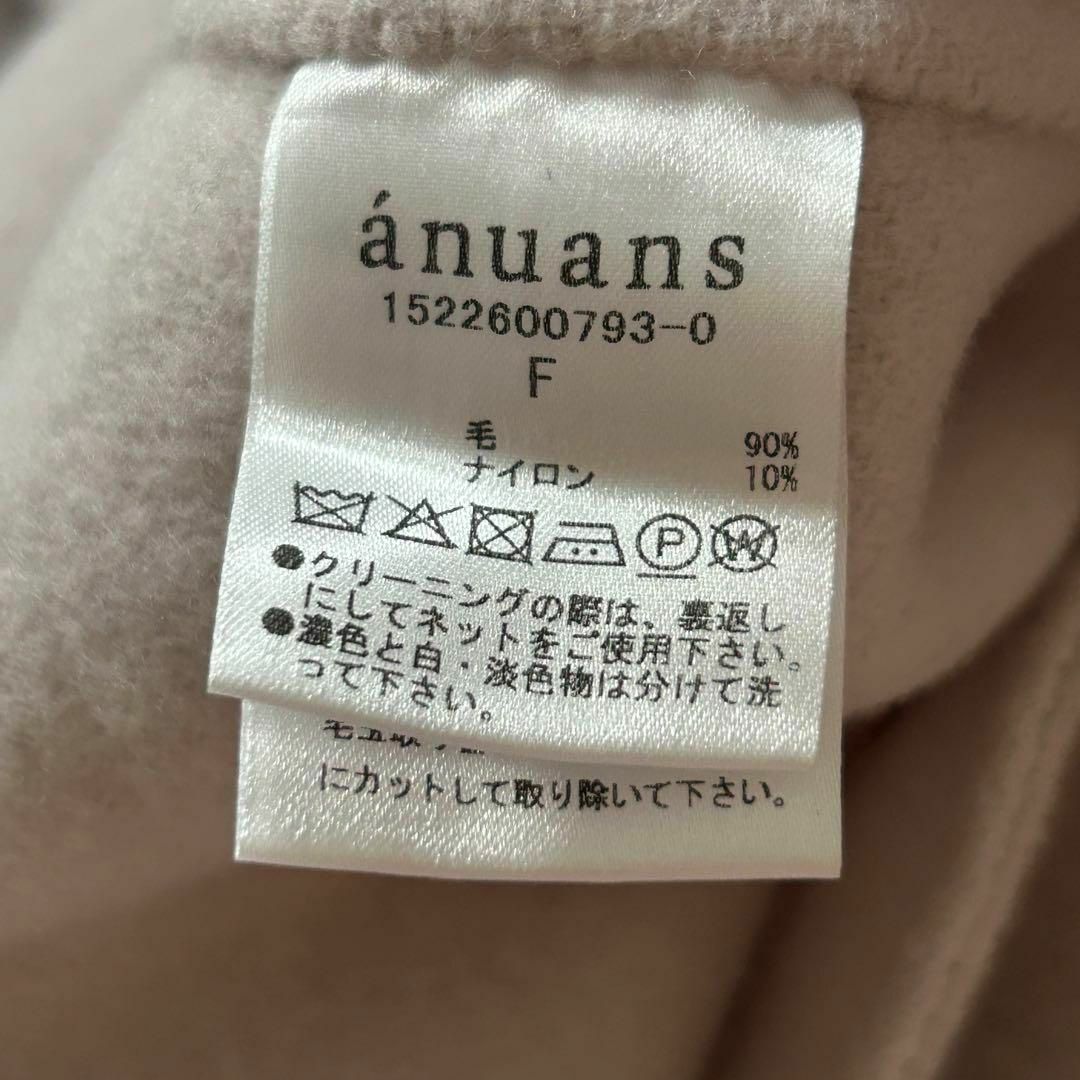 ánuans
1522600793-0
F
毛 90%
ナイロン 10%
P W
●クリーニングの際は、裏返し
にしてネットをご使用下さい。
●濃色と白・淡色物は分けて洗
って下さい。
にカットして取り除いて下さい。